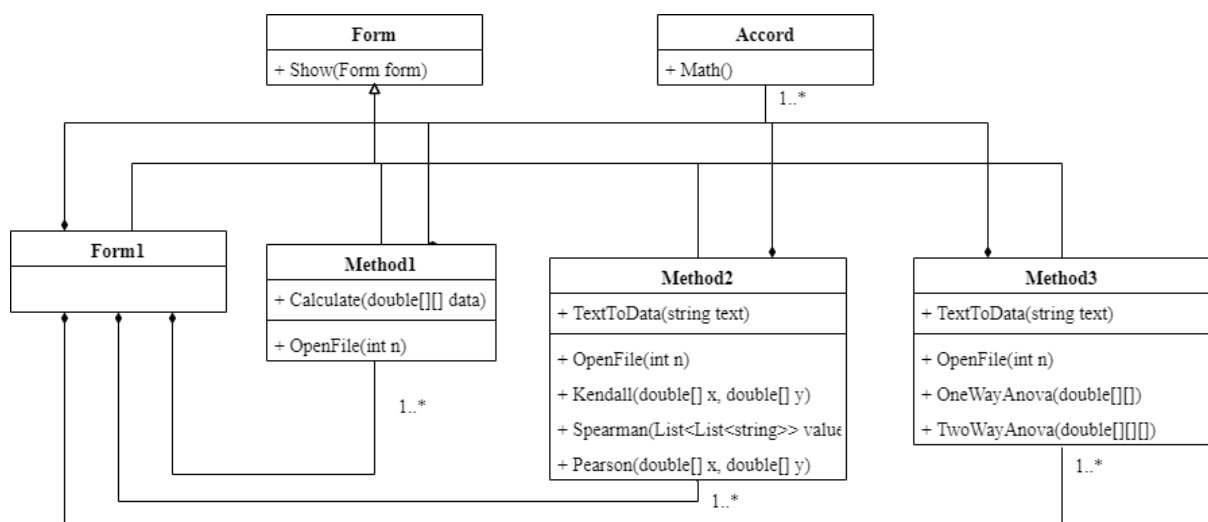 Form
+ Show(Form form)
Accord
+ Math()
1..*
Form1
Method1
+ Calculate(double[][] data)
+ OpenFile(int n)
1..*
Method2
+ TextToData(string text)
+ OpenFile(int n)
+ Kendall(double[] x, double[] y)
+ Spearman(List<List<string>> value
+ Pearson(double[] x, double[] y)
1..*
Method3
+ TextToData(string text)
+ OpenFile(int n)
+ OneWayAnova(double[][])
+ TwoWayAnova(double[][][])
1..*